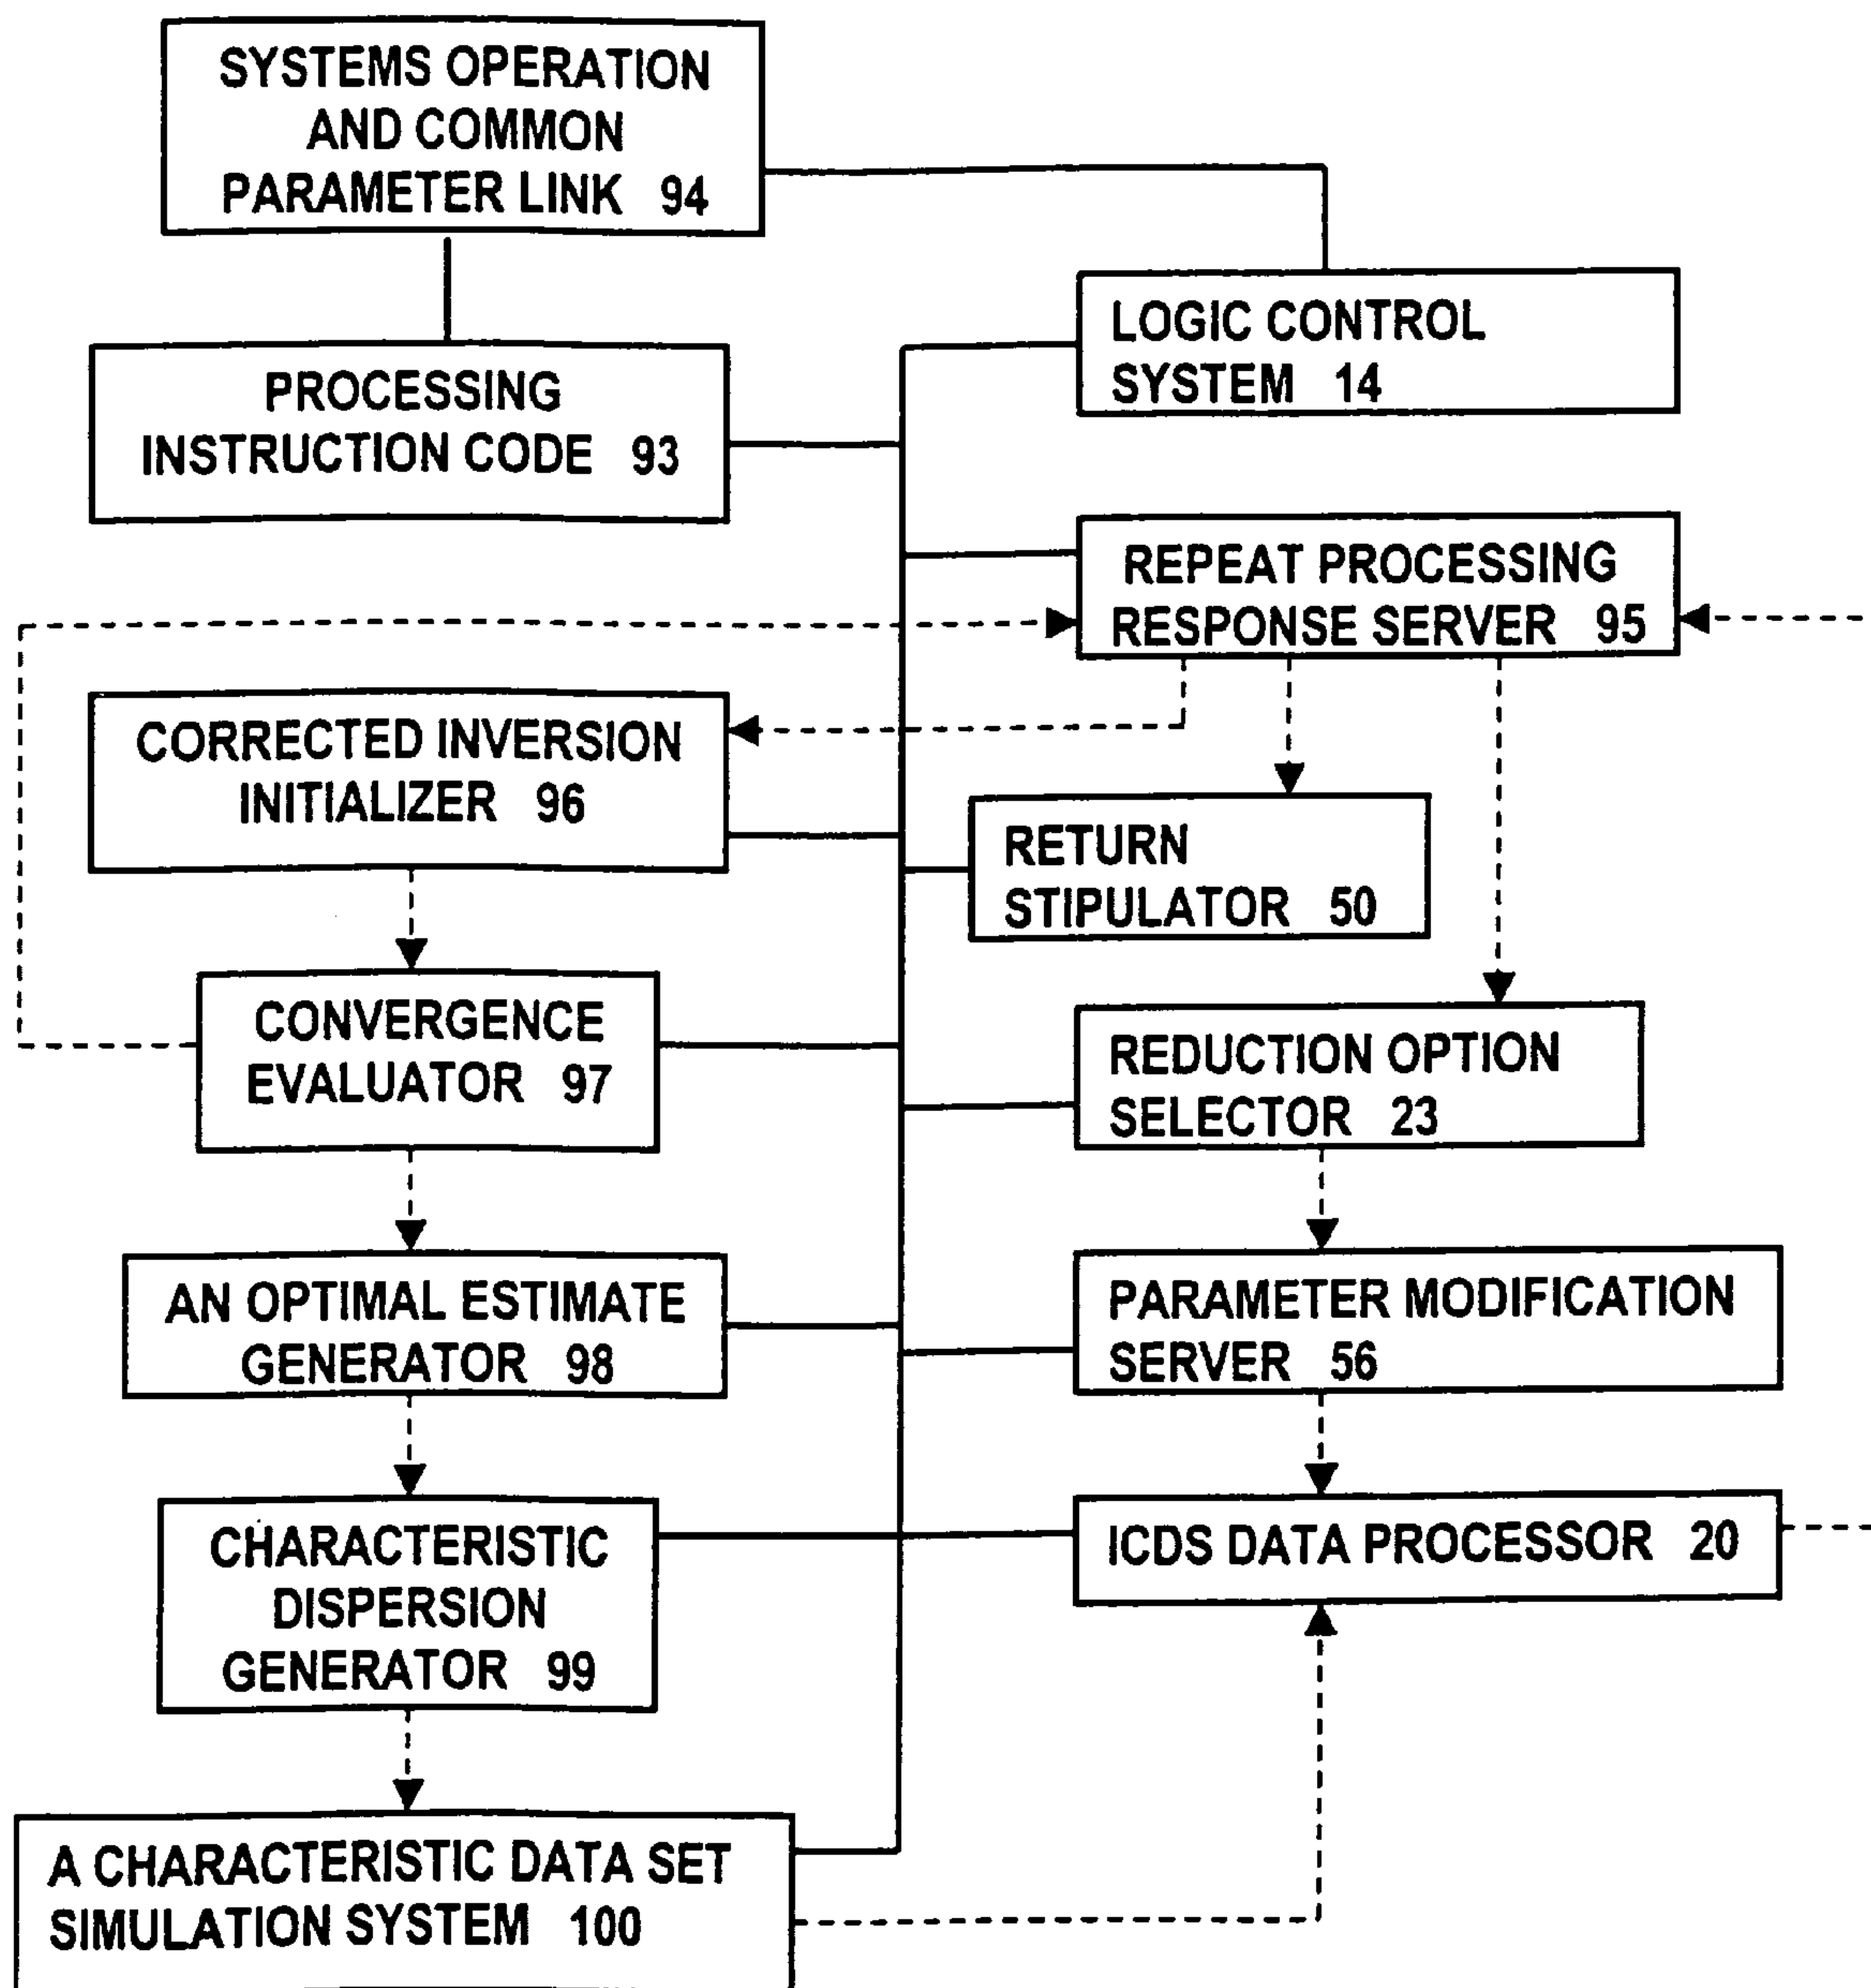 SYSTEMS OPERATION
AND COMMON
PARAMETER LINK 94
LOGIC CONTROL
SYSTEM 14
PROCESSING
INSTRUCTION CODE 93
REPEAT PROCESSING
RESPONSE SERVER 95
CORRECTED INVERSION
INITIALIZER 96
RETURN
STIPULATOR 50
CONVERGENCE
EVALUATOR 97
REDUCTION OPTION
SELECTOR 23
AN OPTIMAL ESTIMATE
GENERATOR 98
PARAMETER MODIFICATION
SERVER 56
CHARACTERISTIC
DISPERSION
GENERATOR 99
ICDS DATA PROCESSOR 20
A CHARACTERISTIC DATA SET
SIMULATION SYSTEM 100